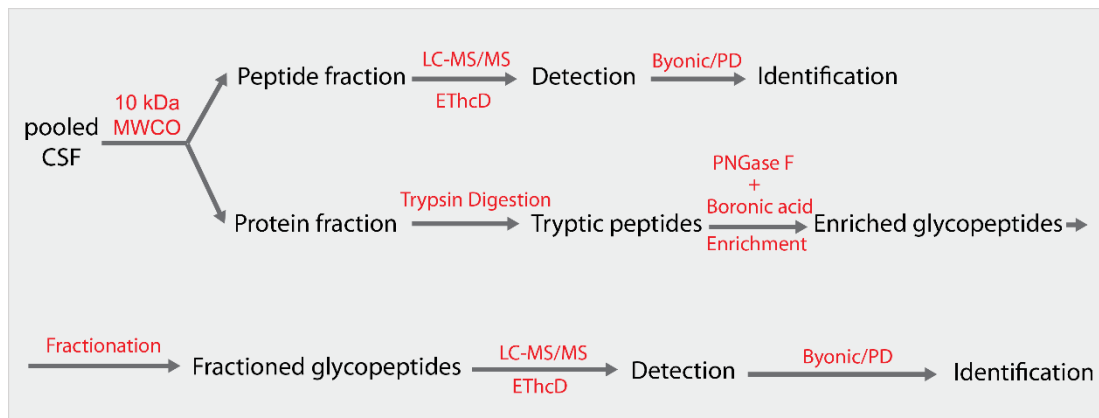 LC-MS/MS
Byonic/PD
Peptide fraction
Detection
Identification
EThcD
10 kDa
MWCO
pooled
CSF
PNGase F
+
Trypsin Digestion
Boronic acid
Protein fraction
Tryptic peptides
Enriched glycopeptides
Enrichment
Fractionation
LC-MS/MS
Byonic/PD
Fractioned glycopeptides
Detection
Identification
EThcD